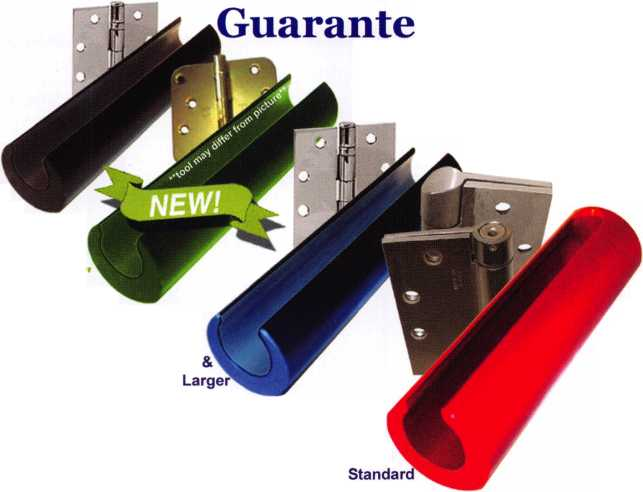 Guarante
**tool may differ from picture**
NEW!
&
Larger
Standard